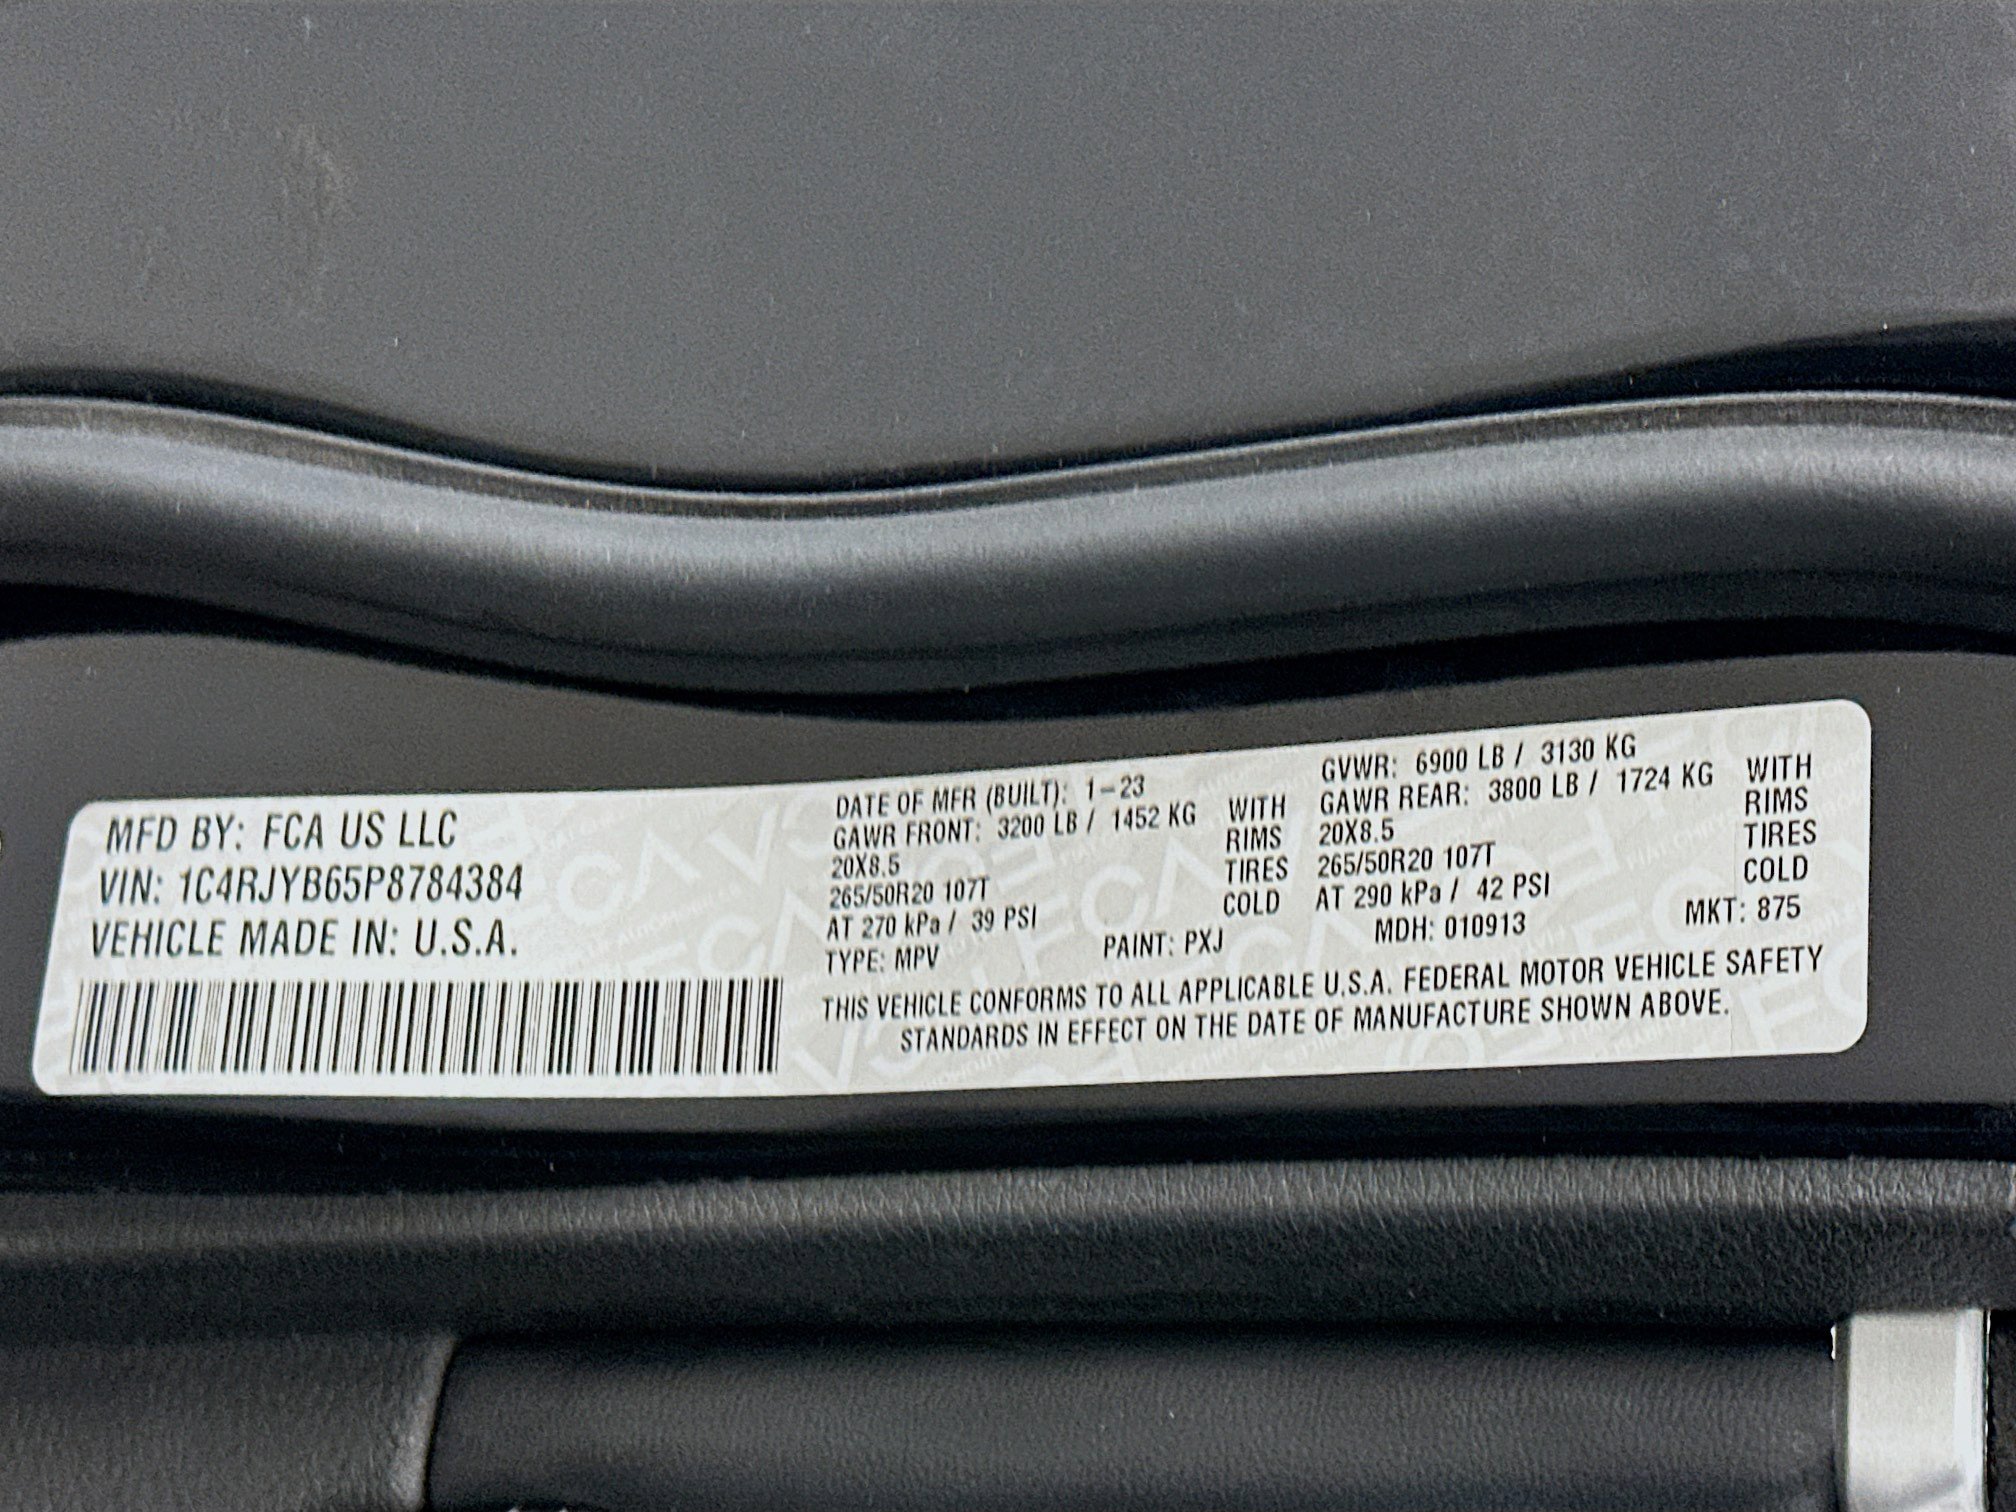 MFD BY: FCA US LLC
VIN: 1C4RJYB65P8784384
VEHICLE MADE IN: U.S.A.
DATE OF MFR (BUILT): 1-23
GAWR FRONT: 3200 LB / 1452 KG WITH
20X8.5 RIMS
265/50R20 107T TIRES
AT 270 kPa / 39 PSI COLD
TYPE: MPV PAINT: PXJ
GVWR: 6900 LB / 3130 KG
GAWR REAR: 3800 LB / 1724 KG WITH
20X8.5 RIMS
265/50R20 107T TIRES
AT 290 kPa / 42 PSI COLD
MDH: 010913 MKT: 875
THIS VEHICLE CONFORMS TO ALL APPLICABLE U.S.A. FEDERAL MOTOR VEHICLE SAFETY
STANDARDS IN EFFECT ON THE DATE OF MANUFACTURE SHOWN ABOVE.